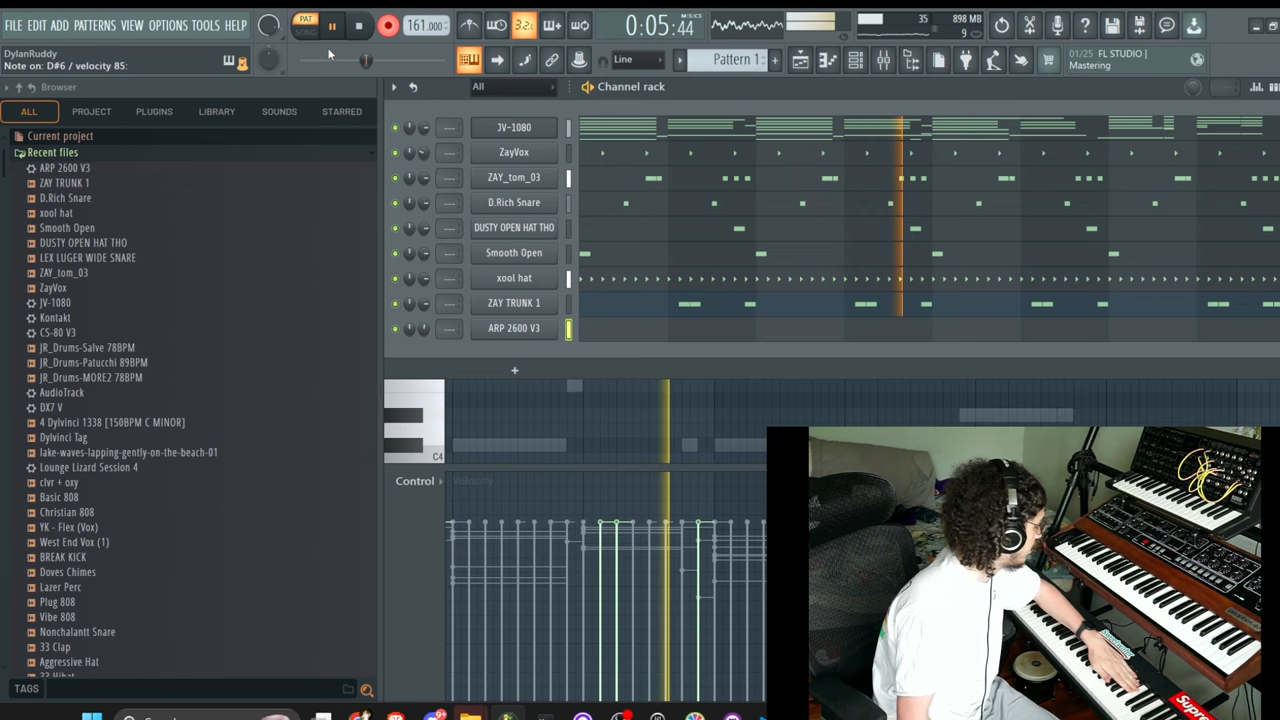 FILE EDIT ADD PATTERNS VIEW OPTIONS TOOLS HELP
PAT
SONG
161.000
3.2.
0:05:44
M:S:CS
35
898 MB
9
DylanRuddy
Note on: D#6 / velocity 85:
Line
Pattern 1
01/25 FL STUDIO |
Mastering
Browser
All
Channel rack
ALL
PROJECT
PLUGINS
LIBRARY
SOUNDS
STARRED
Current project
Recent files
ARP 2600 V3
ZAY TRUNK 1
D.Rich Snare
xool hat
Smooth Open
DUSTY OPEN HAT THO
LEX LUGER WIDE SNARE
ZAY_tom_03
ZayVox
JV-1080
Kontakt
CS-80 V3
JR_Drums-Salve 78BPM
JR_Drums-Patucchi 89BPM
JR_Drums-MORE2 78BPM
AudioTrack
DX7 V
4 Dylvinci 1338 [150BPM C MINOR]
Dylvinci Tag
lake-waves-lapping-gently-on-the-beach-01
Lounge Lizard Session 4
clvr + oxy
Basic 808
Christian 808
YK - Flex (Vox)
West End Vox (1)
BREAK KICK
Doves Chimes
Lazer Perc
Plug 808
Vibe 808
Nonchalantt Snare
33 Clap
Aggressive Hat
TAGS
JV-1080
ZayVox
ZAY_tom_03
D.Rich Snare
DUSTY OPEN HAT THO
Smooth Open
xool hat
ZAY TRUNK 1
ARP 2600 V3
+
C4
Control
Velocity